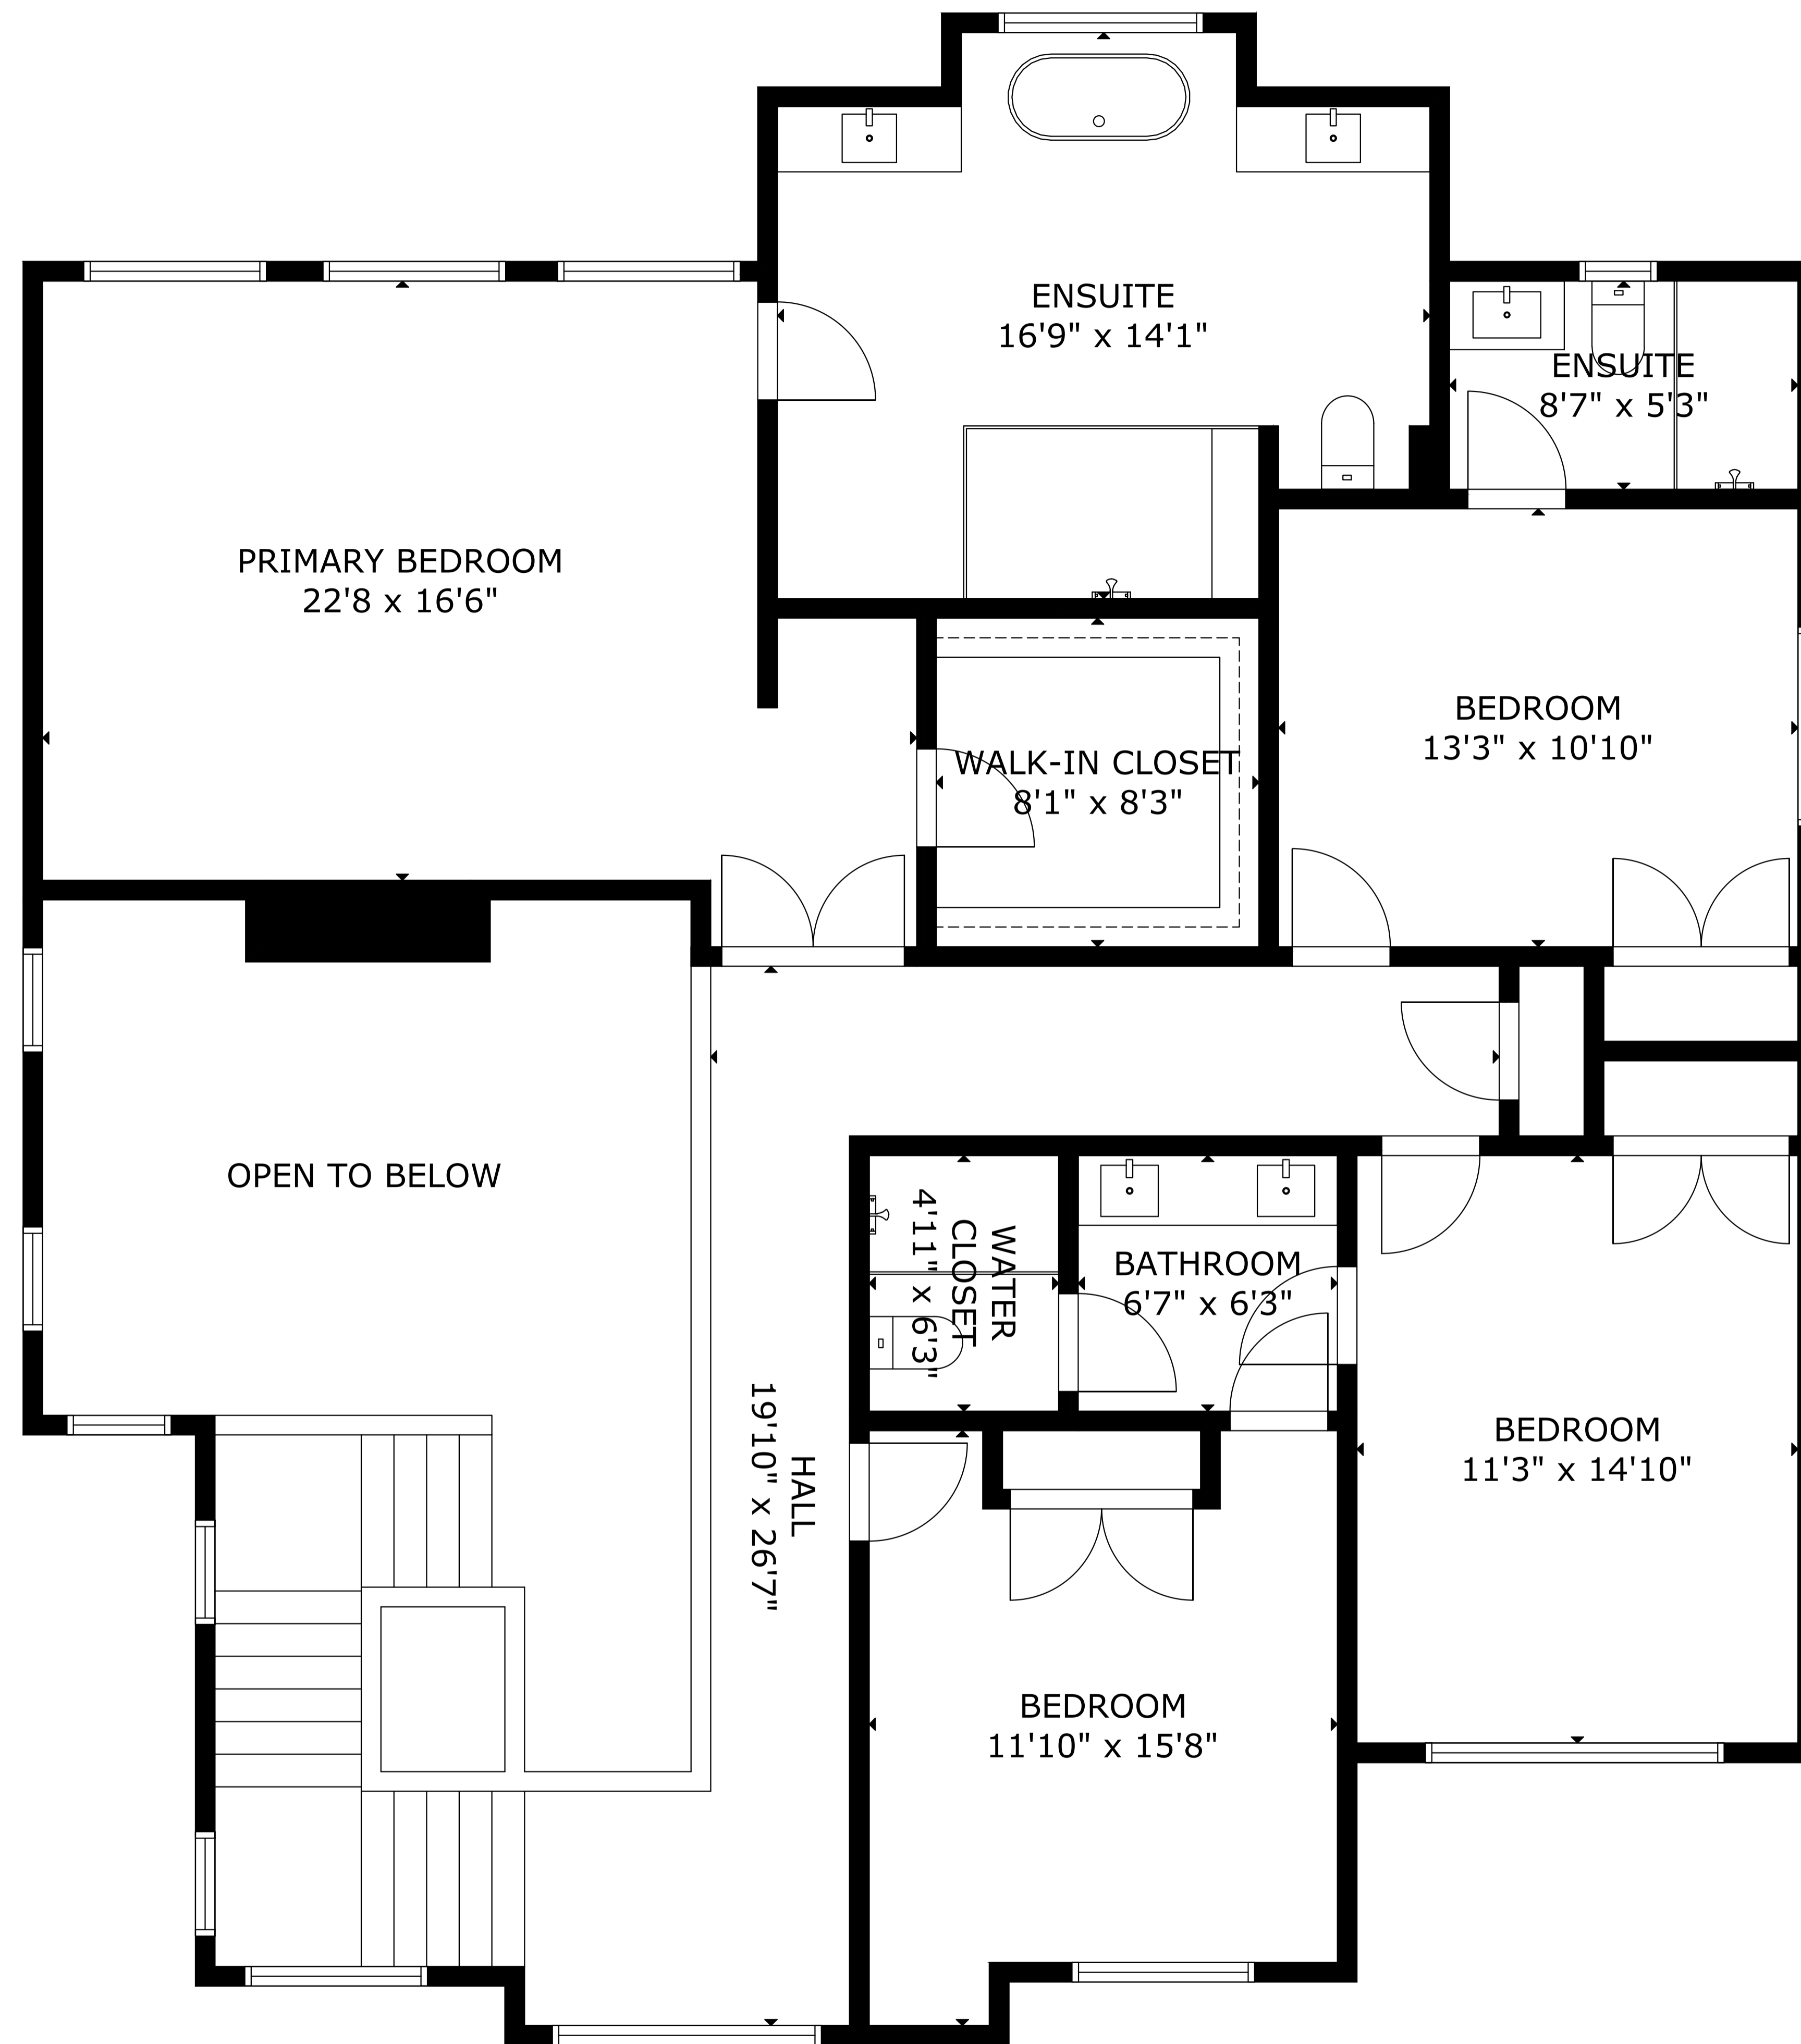 ENSUITE
16'9" x 14'1"
ENSUITE
8'7" x 5'3"
PRIMARY BEDROOM
22'8 x 16'6"
BEDROOM
13'3" x 10'10"
WALK-IN CLOSET
8'1" x 8'3"
OPEN TO BELOW
WATER
CLOSET
4'11" x 6'3"
BATHROOM
6'7" x 6'3"
HALL
19'10" x 26'7"
BEDROOM
11'3" x 14'10"
BEDROOM
11'10" x 15'8"